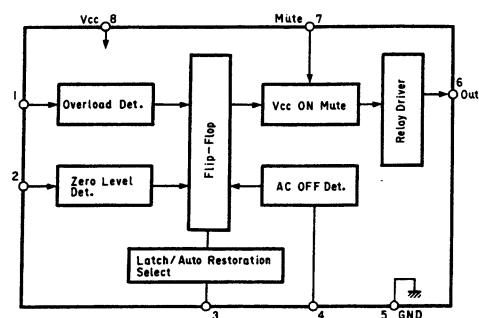 Vcc 8
Mute 7
6
Out
1
Overload Det.
Flip-Flop
Vcc ON Mute
Relay Driver
2
Zero Level
Det.
AC OFF Det.
Latch/Auto Restoration
Select
3
4
5 GND